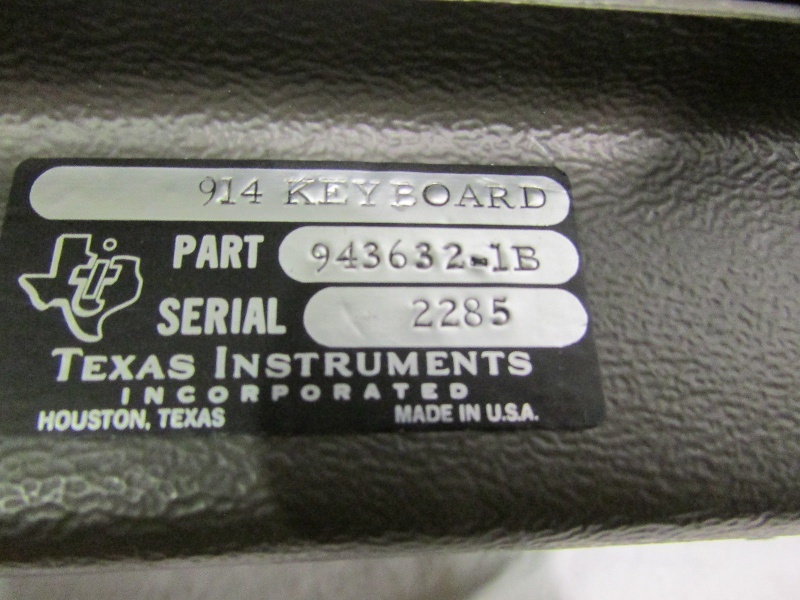 914 KEYBOARD
PART 943632-1B
SERIAL 2285
TEXAS INSTRUMENTS
INCORPORATED
HOUSTON, TEXAS MADE IN U.S.A.